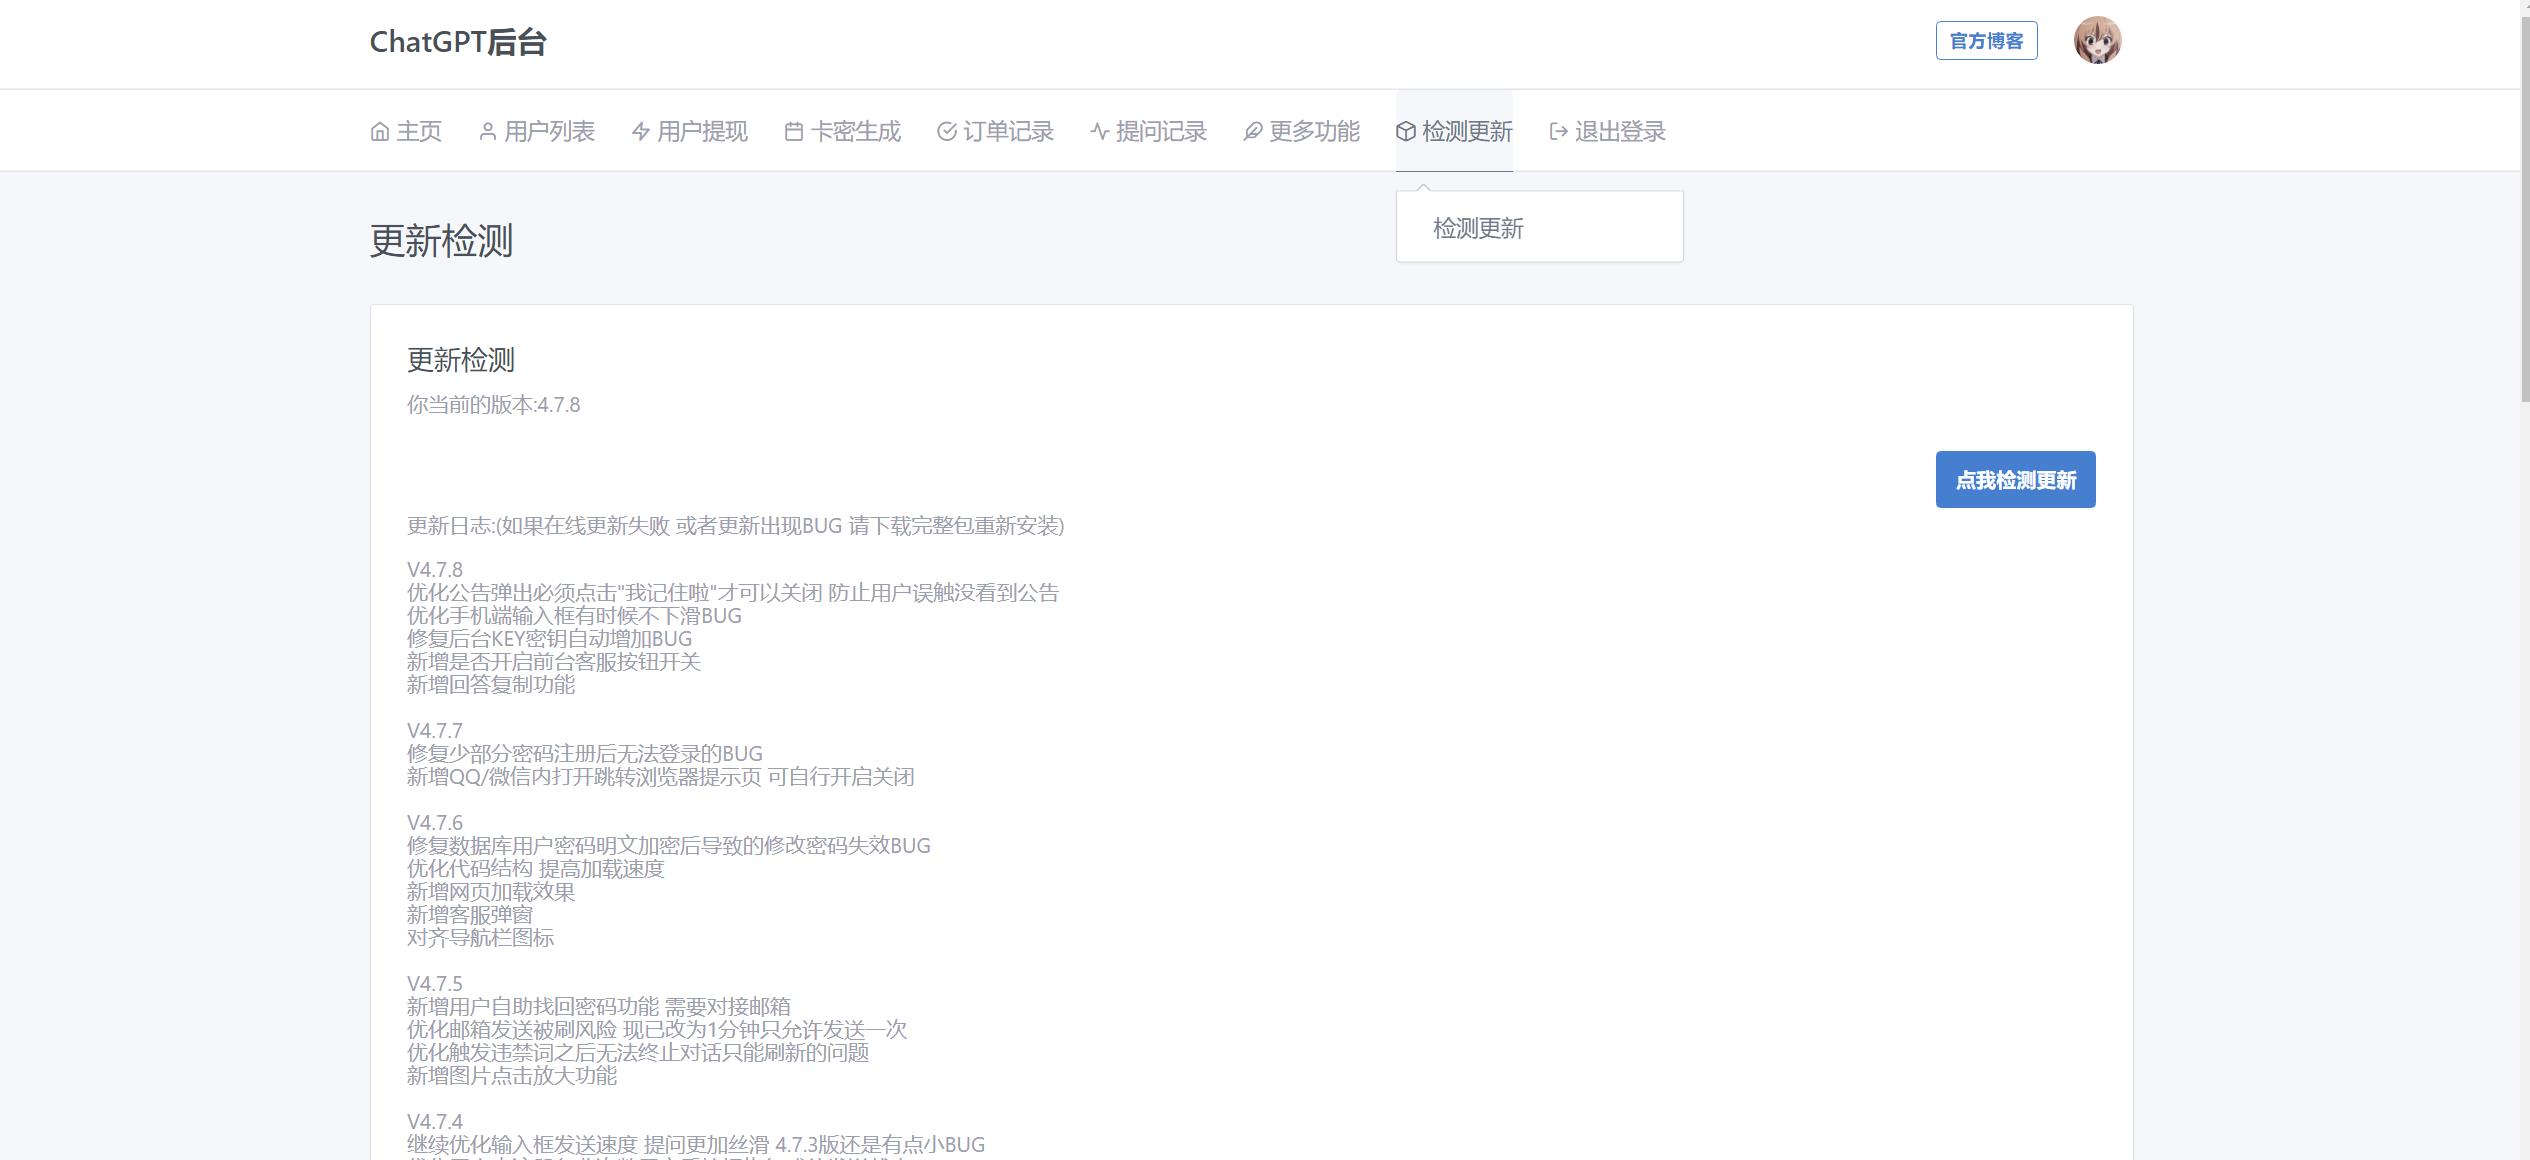 ChatGPT后台
官方博客
主页 用户列表 用户提现 卡密生成 订单记录 提问记录 更多功能 检测更新 退出登录
检测更新
更新检测
更新检测
你当前的版本:4.7.8
点我检测更新
更新日志:(如果在线更新失败 或者更新出现BUG 请下载完整包重新安装)
V4.7.8
优化公告弹出必须点击"我记住啦"才可以关闭 防止用户误触没看到公告
优化手机端输入框有时候不下滑BUG
修复后台KEY密钥自动增加BUG
新增是否开启前台客服按钮开关
新增回答复制功能
V4.7.7
修复少部分密码注册后无法登录的BUG
新增QQ/微信内打开跳转浏览器提示页 可自行开启关闭
V4.7.6
修复数据库用户密码明文加密后导致的修改密码失效BUG
优化代码结构 提高加载速度
新增网页加载效果
新增客服弹窗
对齐导航栏图标
V4.7.5
新增用户自助找回密码功能 需要对接邮箱
优化邮箱发送被刷风险 现已改为1分钟只允许发送一次
优化触发违禁词之后无法终止对话只能刷新的问题
新增图片点击放大功能
V4.7.4
继续优化输入框发送速度 提问更加丝滑 4.7.3版还是有点小BUG